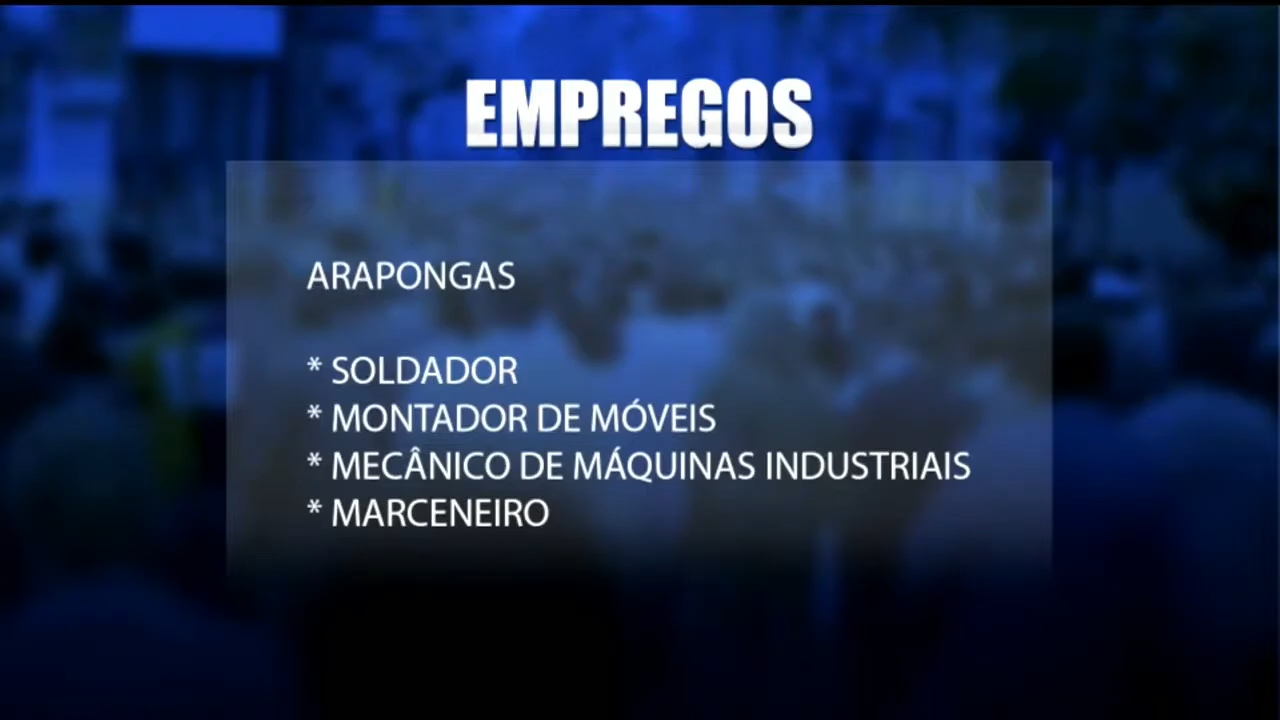 EMPREGOS
ARAPONGAS
* SOLDADOR
* MONTADOR DE MÓVEIS
* MECÂNICO DE MÁQUINAS INDUSTRIAIS
* MARCENEIRO